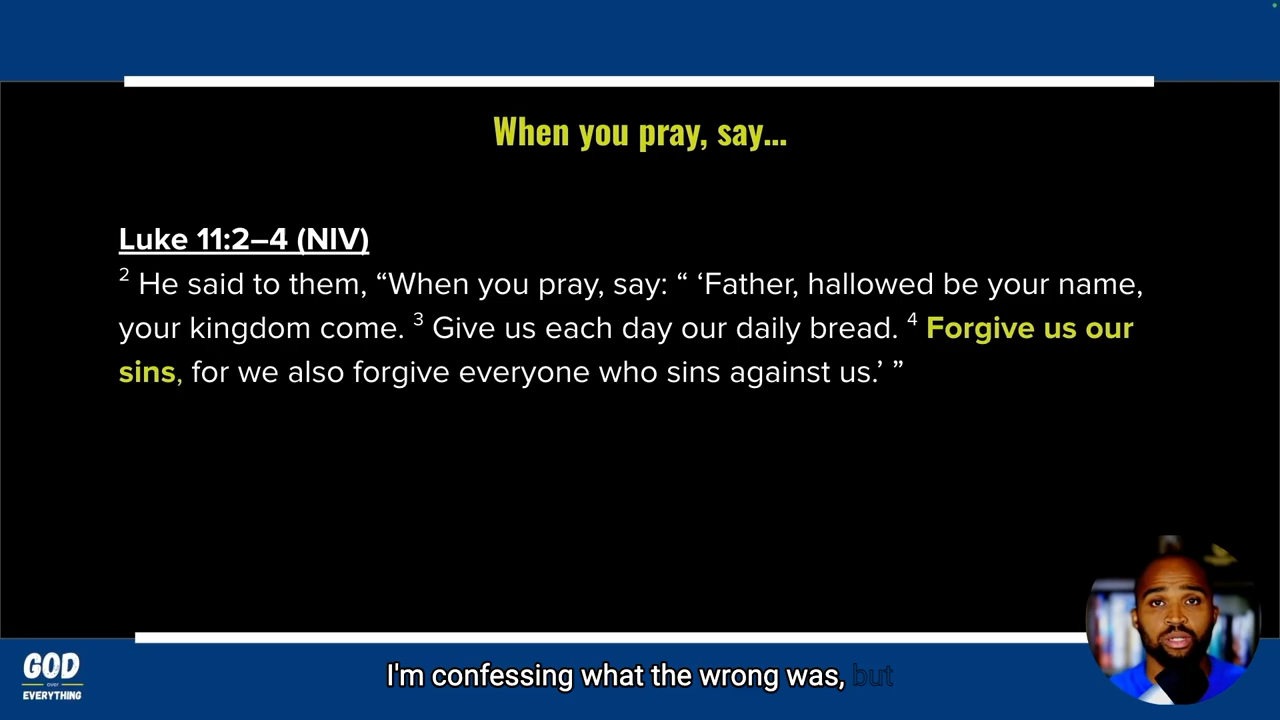 When you pray, say...
Luke 11:2–4 (NIV)
2 He said to them, “When you pray, say: “ ‘Father, hallowed be your name,
your kingdom come. 3 Give us each day our daily bread. 4 Forgive us our
sins, for we also forgive everyone who sins against us.’ ”
GOD
over
EVERYTHING
I'm confessing what the wrong was, but